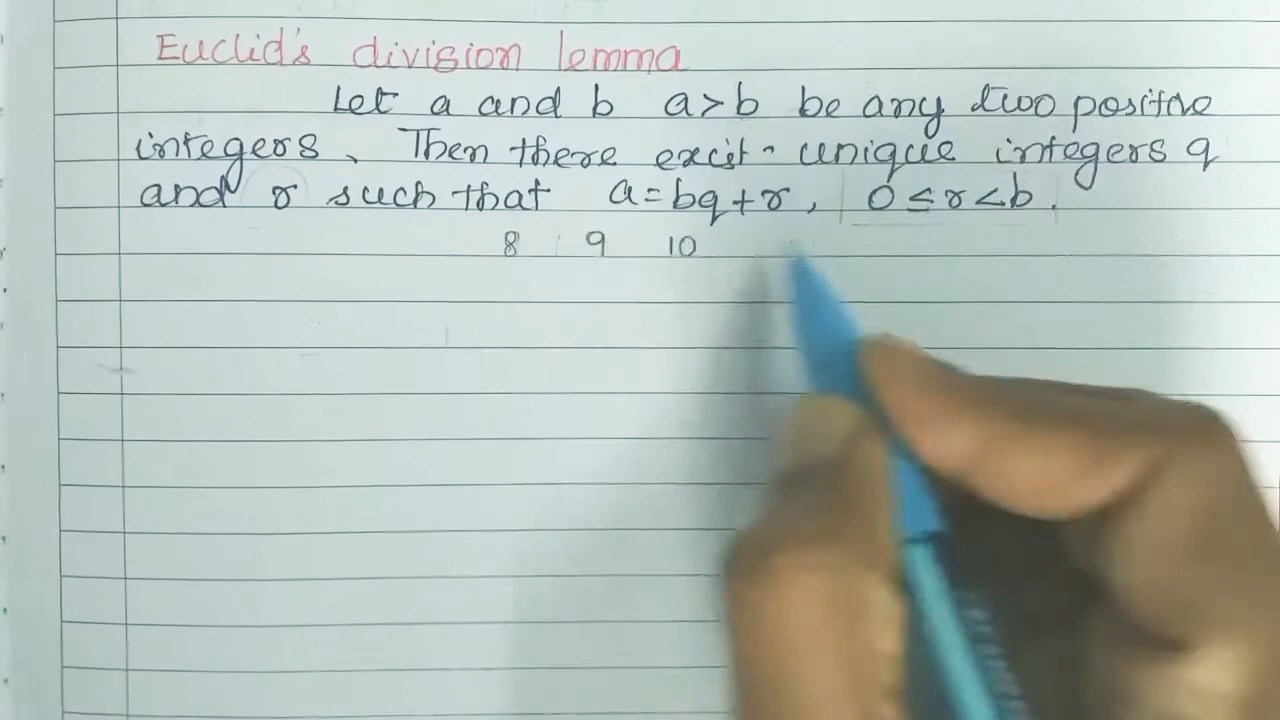 Euclid's division lemma
Let a and b a>b be any two positive
integers. Then there excist unique integers q
and r such that a=bq+r, 0≤r<b.
8 9 10